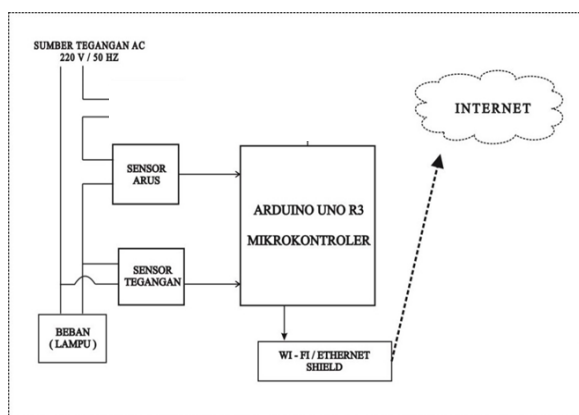 SUMBER TEGANGAN AC
220 V / 50 HZ
INTERNET
SENSOR
ARUS
ARDUINO UNO R3
MIKROKONTROLER
SENSOR
TEGANGAN
BEBAN
( LAMPU )
WI - FI / ETHERNET
SHIELD